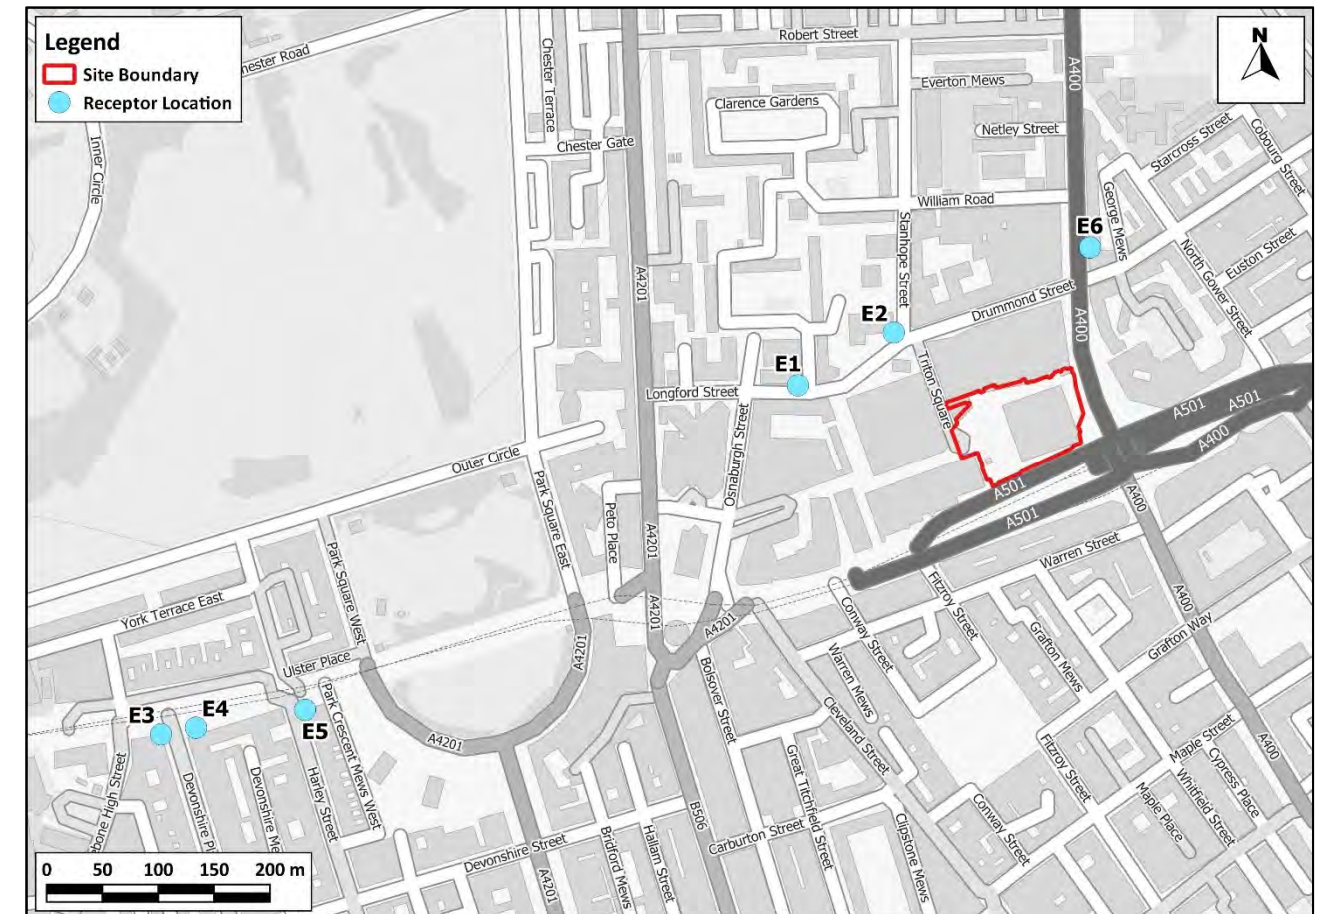 Legend
Site Boundary
Receptor Location
N
Robert Street
Chester Terrace
A400
Everton Mews
Clarence Gardens
Netley Street
Chester Gate
Starcross Street
Cobourg Street
Inner Circle
George Mews
William Road
Stanhope Street
E6
North Gower Street
Euston Street
A4201
Drummond Street
E2
A400
Triton Square
E1
Longford Street
Osnaburgh Street
A501
A501
A400
Outer Circle
A501
A501
Park Square East
Peto Place
A4201
Warren Street
A400
Park Square West
York Terrace East
Fitzroy Street
Conway Street
A4201
A4201
A4201
A400
Grafton Way
Grafton Mews
Ulster Place
Bolsover Street
Warren Mews
Cleveland Street
E3
E4
E5
Park Crescent Mews West
A4201
Fitzroy Street
Maple Street
A400
Harley Street
Great Titchfield Street
Cypress Place
Whitfield Street
Maple Place
Conway Street
B506
Carburton Street
Devonshire Street
Clipstone Mews
Bridford Mews
Hallam Street
A4201
0 50 100 150 200 m